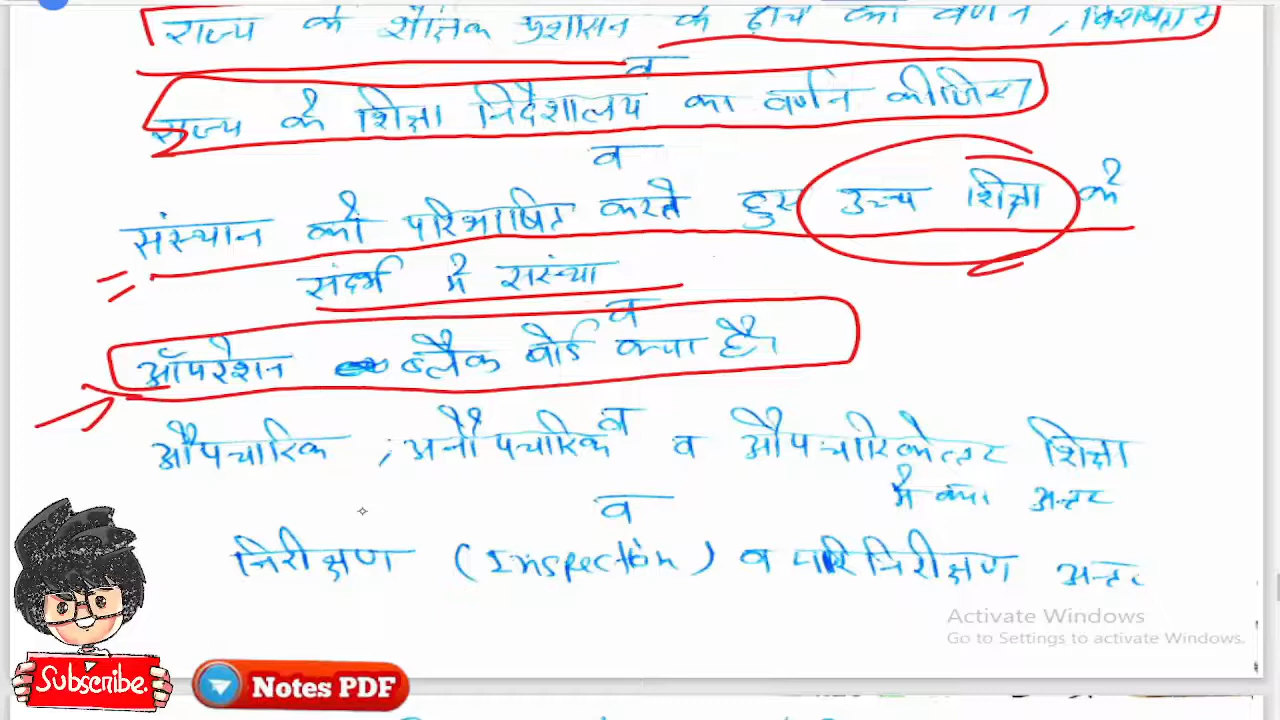 राज्य के शैक्षिक प्रशासन के ढांचे का वर्णन , विशेषताएं
व
राज्य के शिक्षा निदेशालय का वर्णन कीजिए।
व
संस्थान को परिभाषित करते हुए उच्च शिक्षा के
संदर्भ में संस्था
व
ऑपरेशन ब्लैक बोर्ड क्या है।
व
औपचारिक , अनौपचारिक व औपचारिकेत्तर शिक्षा
में क्या अन्तर
व
निरीक्षण (Inspection) व परिनिरीक्षण अन्तर
Activate Windows
Go to Settings to activate Windows.
Subscribe.
Notes PDF